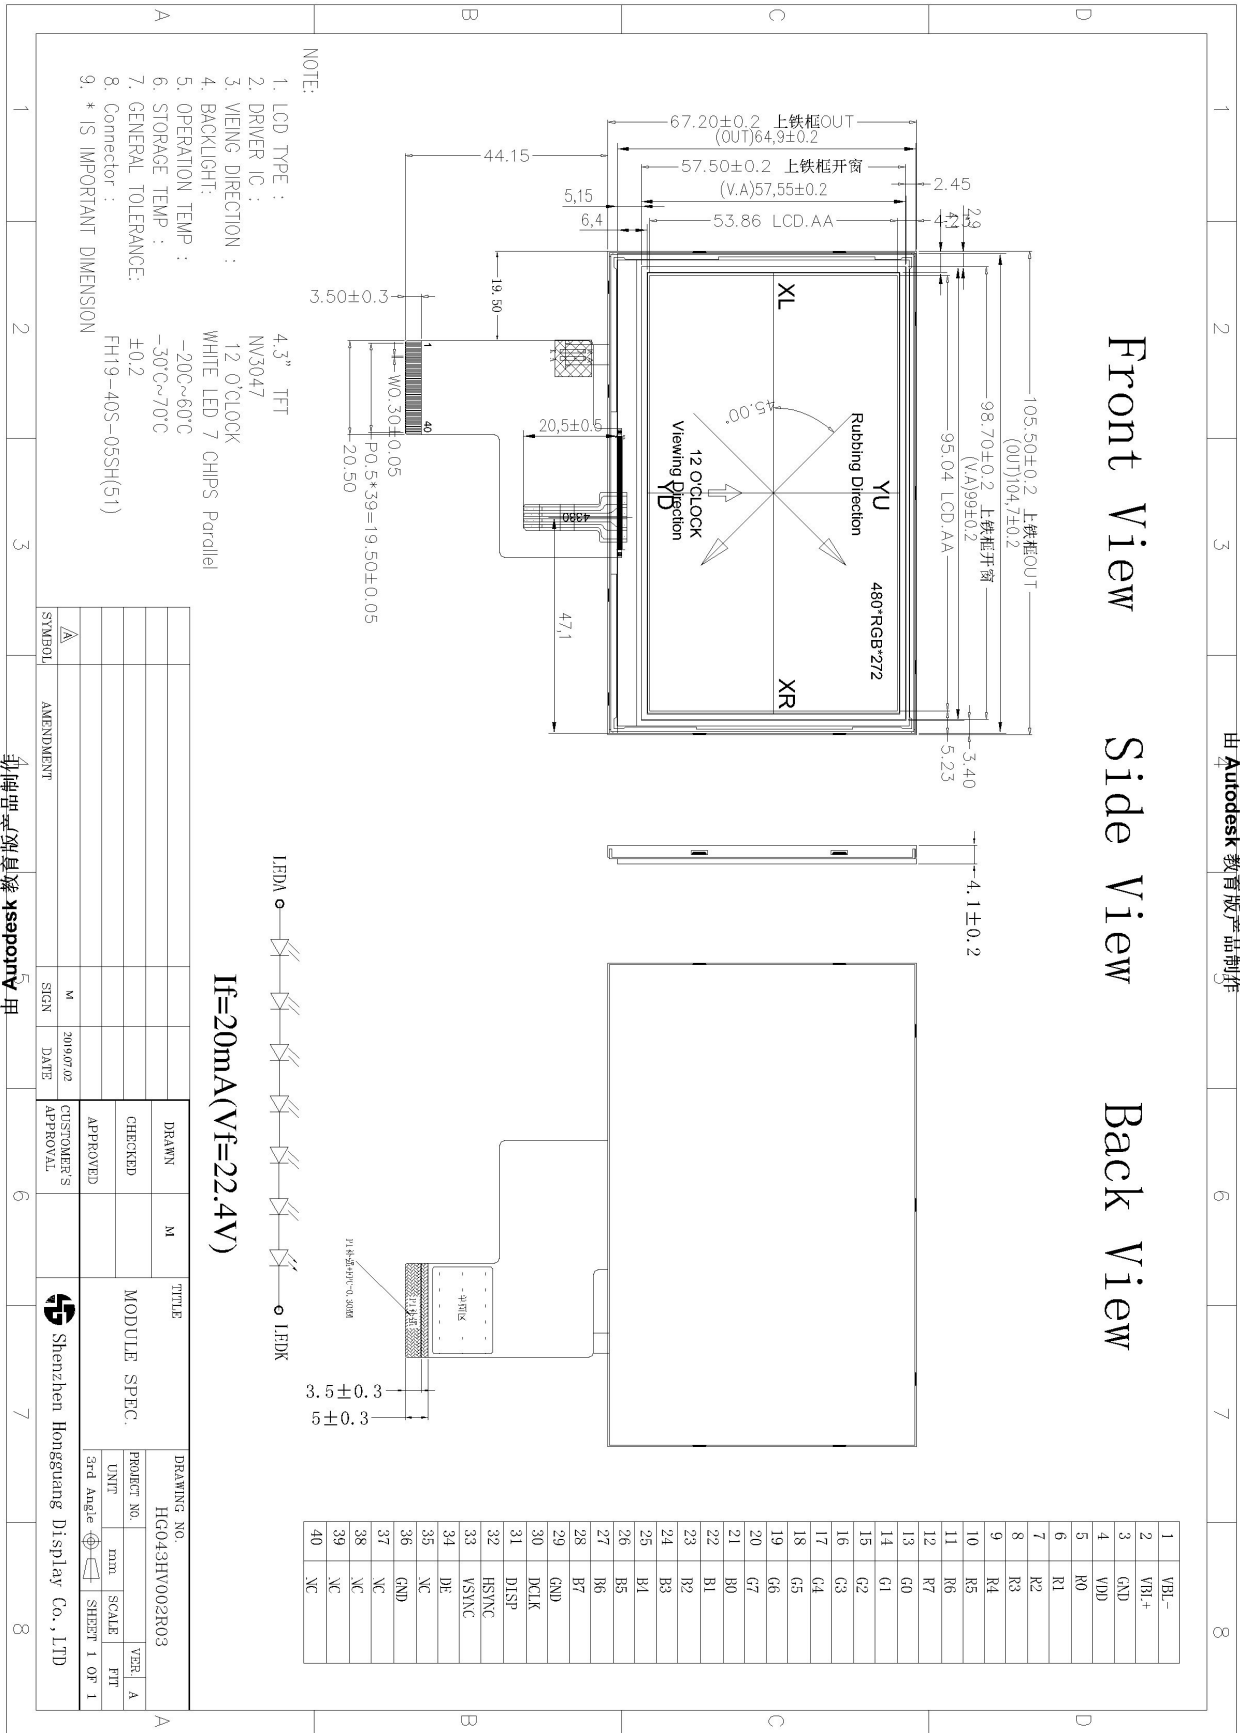 由 Autodesk 教育版产品制作
Front View
Side View
Back View
1 2 3 4 5 6 7 8
D
C
B
A
105.50±0.2 上铁框OUT
(OUT)104,7±0.2
98.70±0.2 上铁框开窗
(V.A)99±0.2
95.04 LCD.AA
3.40
5.23
67.20±0.2 上铁框OUT
(OUT)64,9±0.2
57.50±0.2 上铁框开窗
(V.A)57,55±0.2
53.86 LCD.AA
2.45
44.15
5,15
6,4
19.50
3.50±0.3
XL
YU
XR
YD
480*RGB*272
Rubbing Direction
45.00°
12 O'CLOCK
Viewing Direction
20,5±0.5
47,1
4380
1
40
W0.30±0.05
P0.5*39=19.50±0.05
20.50
4.1±0.2
3.5±0.3
5±0.3
1 VBL-
2 VBL+
3 GND
4 VDD
5 R0
6 R1
7 R2
8 R3
9 R4
10 R5
11 R6
12 R7
13 G0
14 G1
15 G2
16 G3
17 G4
18 G5
19 G6
20 G7
21 B0
22 B1
23 B2
24 B3
25 B4
26 B5
27 B6
28 B7
29 GND
30 DCLK
31 DISP
32 HSYNC
33 VSYNC
34 DE
35 NC
36 GND
37 NC
38 NC
39 NC
40 NC
NOTE:
1. LCD TYPE : 4.3" TFT
2. DRIVER IC : NV3047
3. VIEING DIRECTION : 12 O'CLOCK
4. BACKLIGHT: WHITE LED 7 CHIPS Parallel
5. OPERATION TEMP : -20C~60°C
6. STORAGE TEMP : -30°C~70°C
7. GENERAL TOLERANCE: ±0.2
8. Connector : FH19-40S-05SH(51)
9. * IS IMPORTANT DIMENSION
LEDA
LEDK
If=20mA(Vf=22.4V)
SYMBOL AMENDMENT SIGN DATE
A M 2019.07.02
DRAWN M
CHECKED
APPROVED
CUSTOMER'S APPROVAL
TITLE
MODULE SPEC.
DRAWING NO.
HG043HV002R03
PROJECT NO. VER. A
UNIT mm SCALE FIT
3rd Angle SHEET 1 OF 1
Shenzhen Hongguang Display Co.,LTD
由 Autodesk 教育版产品制作